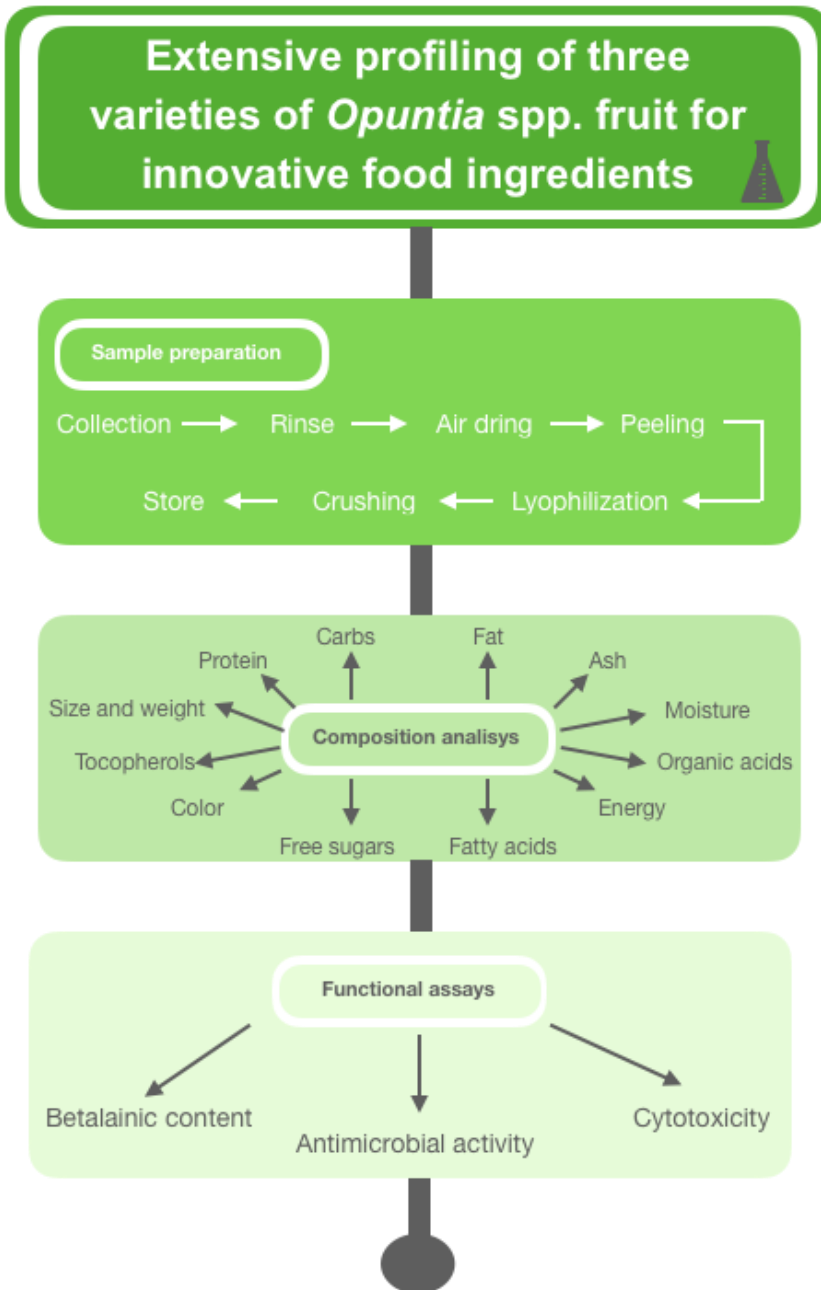 Extensive profiling of three
varieties of Opuntia spp. fruit for
innovative food ingredients
Sample preparation
Collection Rinse Air dring Peeling
Store Crushing Lyophilization
Carbs Fat
Protein Ash
Size and weight Moisture
Composition analisys
Tocopherols Organic acids
Color Energy
Free sugars Fatty acids
Functional assays
Betalainic content Cytotoxicity
Antimicrobial activity